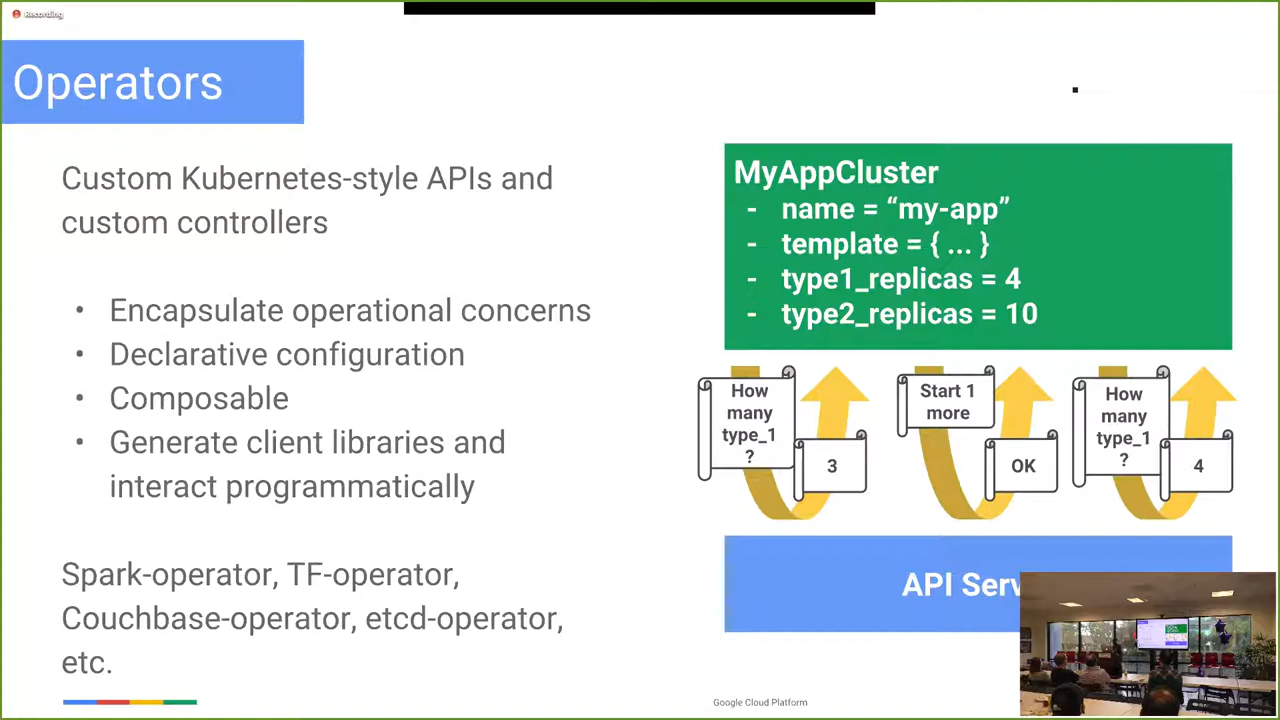 Recording
Operators
Custom Kubernetes-style APIs and
custom controllers
• Encapsulate operational concerns
• Declarative configuration
• Composable
• Generate client libraries and
interact programmatically
Spark-operator, TF-operator,
Couchbase-operator, etcd-operator,
etc.
MyAppCluster
- name = “my-app”
- template = { ... }
- type1_replicas = 4
- type2_replicas = 10
How
many
type_1
?
3
Start 1
more
OK
How
many
type_1
?
4
API Serv
Google Cloud Platform